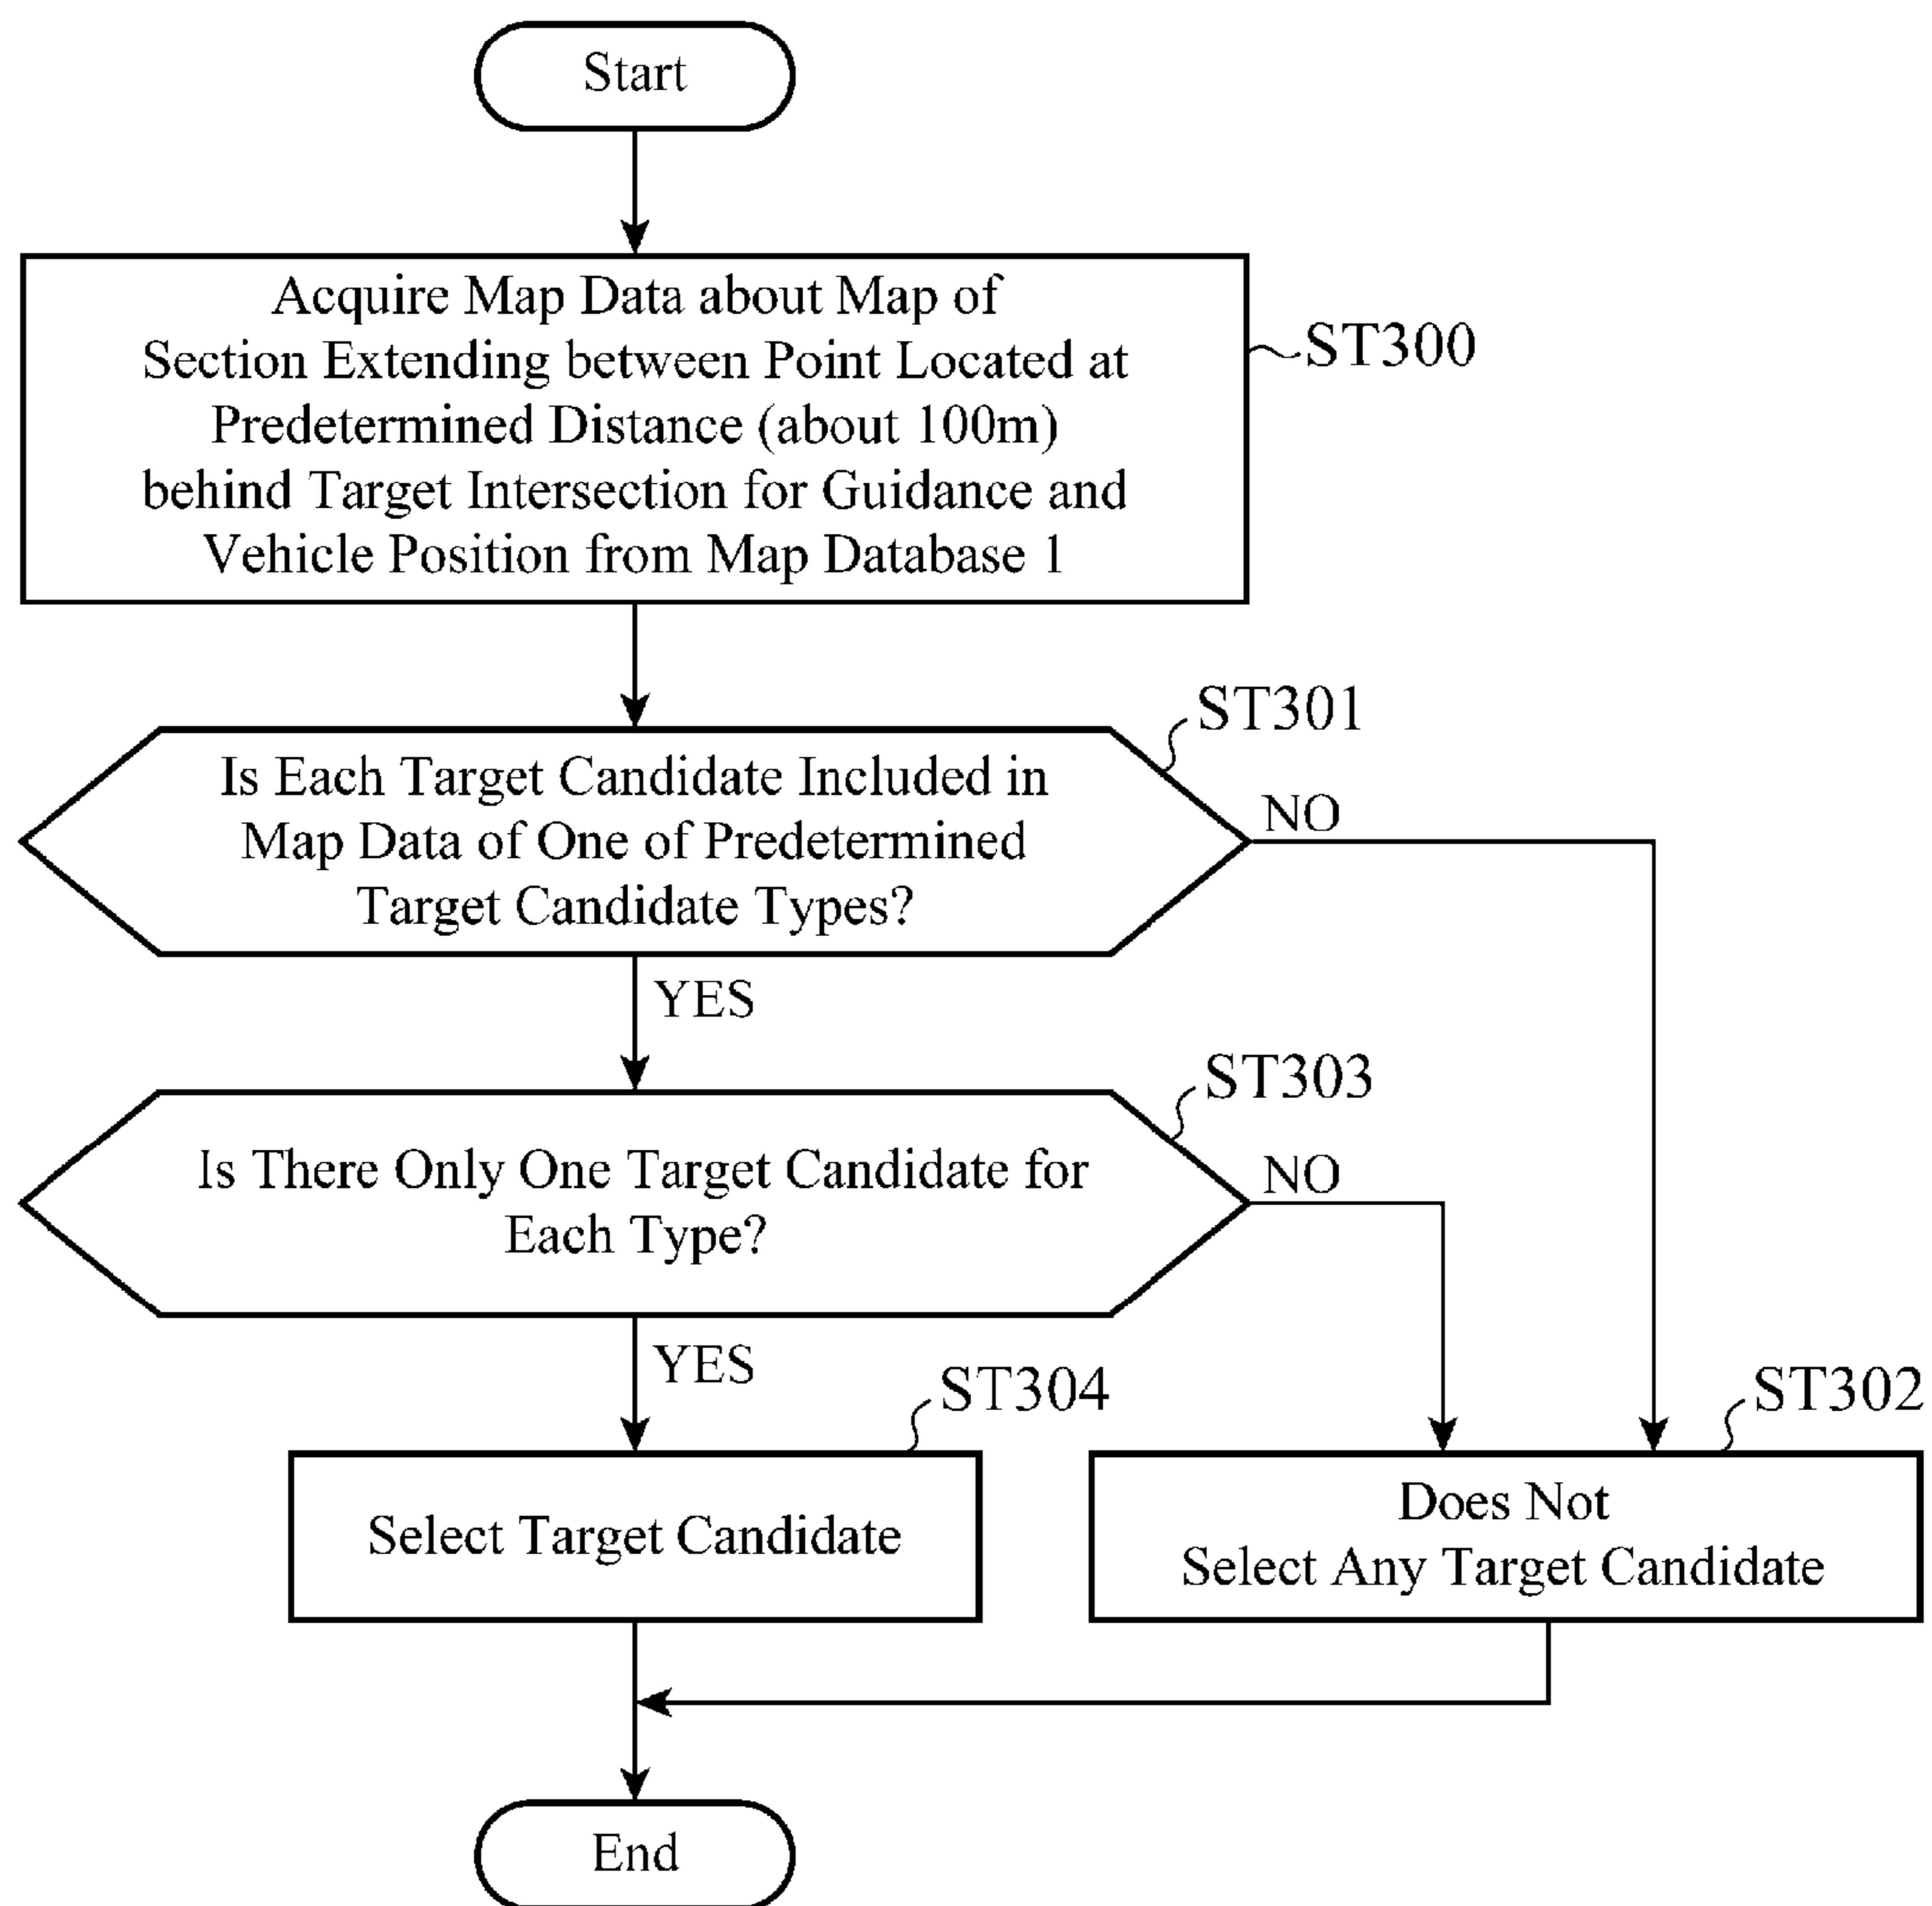 Start
Acquire Map Data about Map of
Section Extending between Point Located at
Predetermined Distance (about 100m)
behind Target Intersection for Guidance and
Vehicle Position from Map Database 1
ST300
ST301
Is Each Target Candidate Included in
Map Data of One of Predetermined
Target Candidate Types?
NO
YES
ST303
Is There Only One Target Candidate for
Each Type?
NO
YES
ST304
ST302
Select Target Candidate
Does Not
Select Any Target Candidate
End